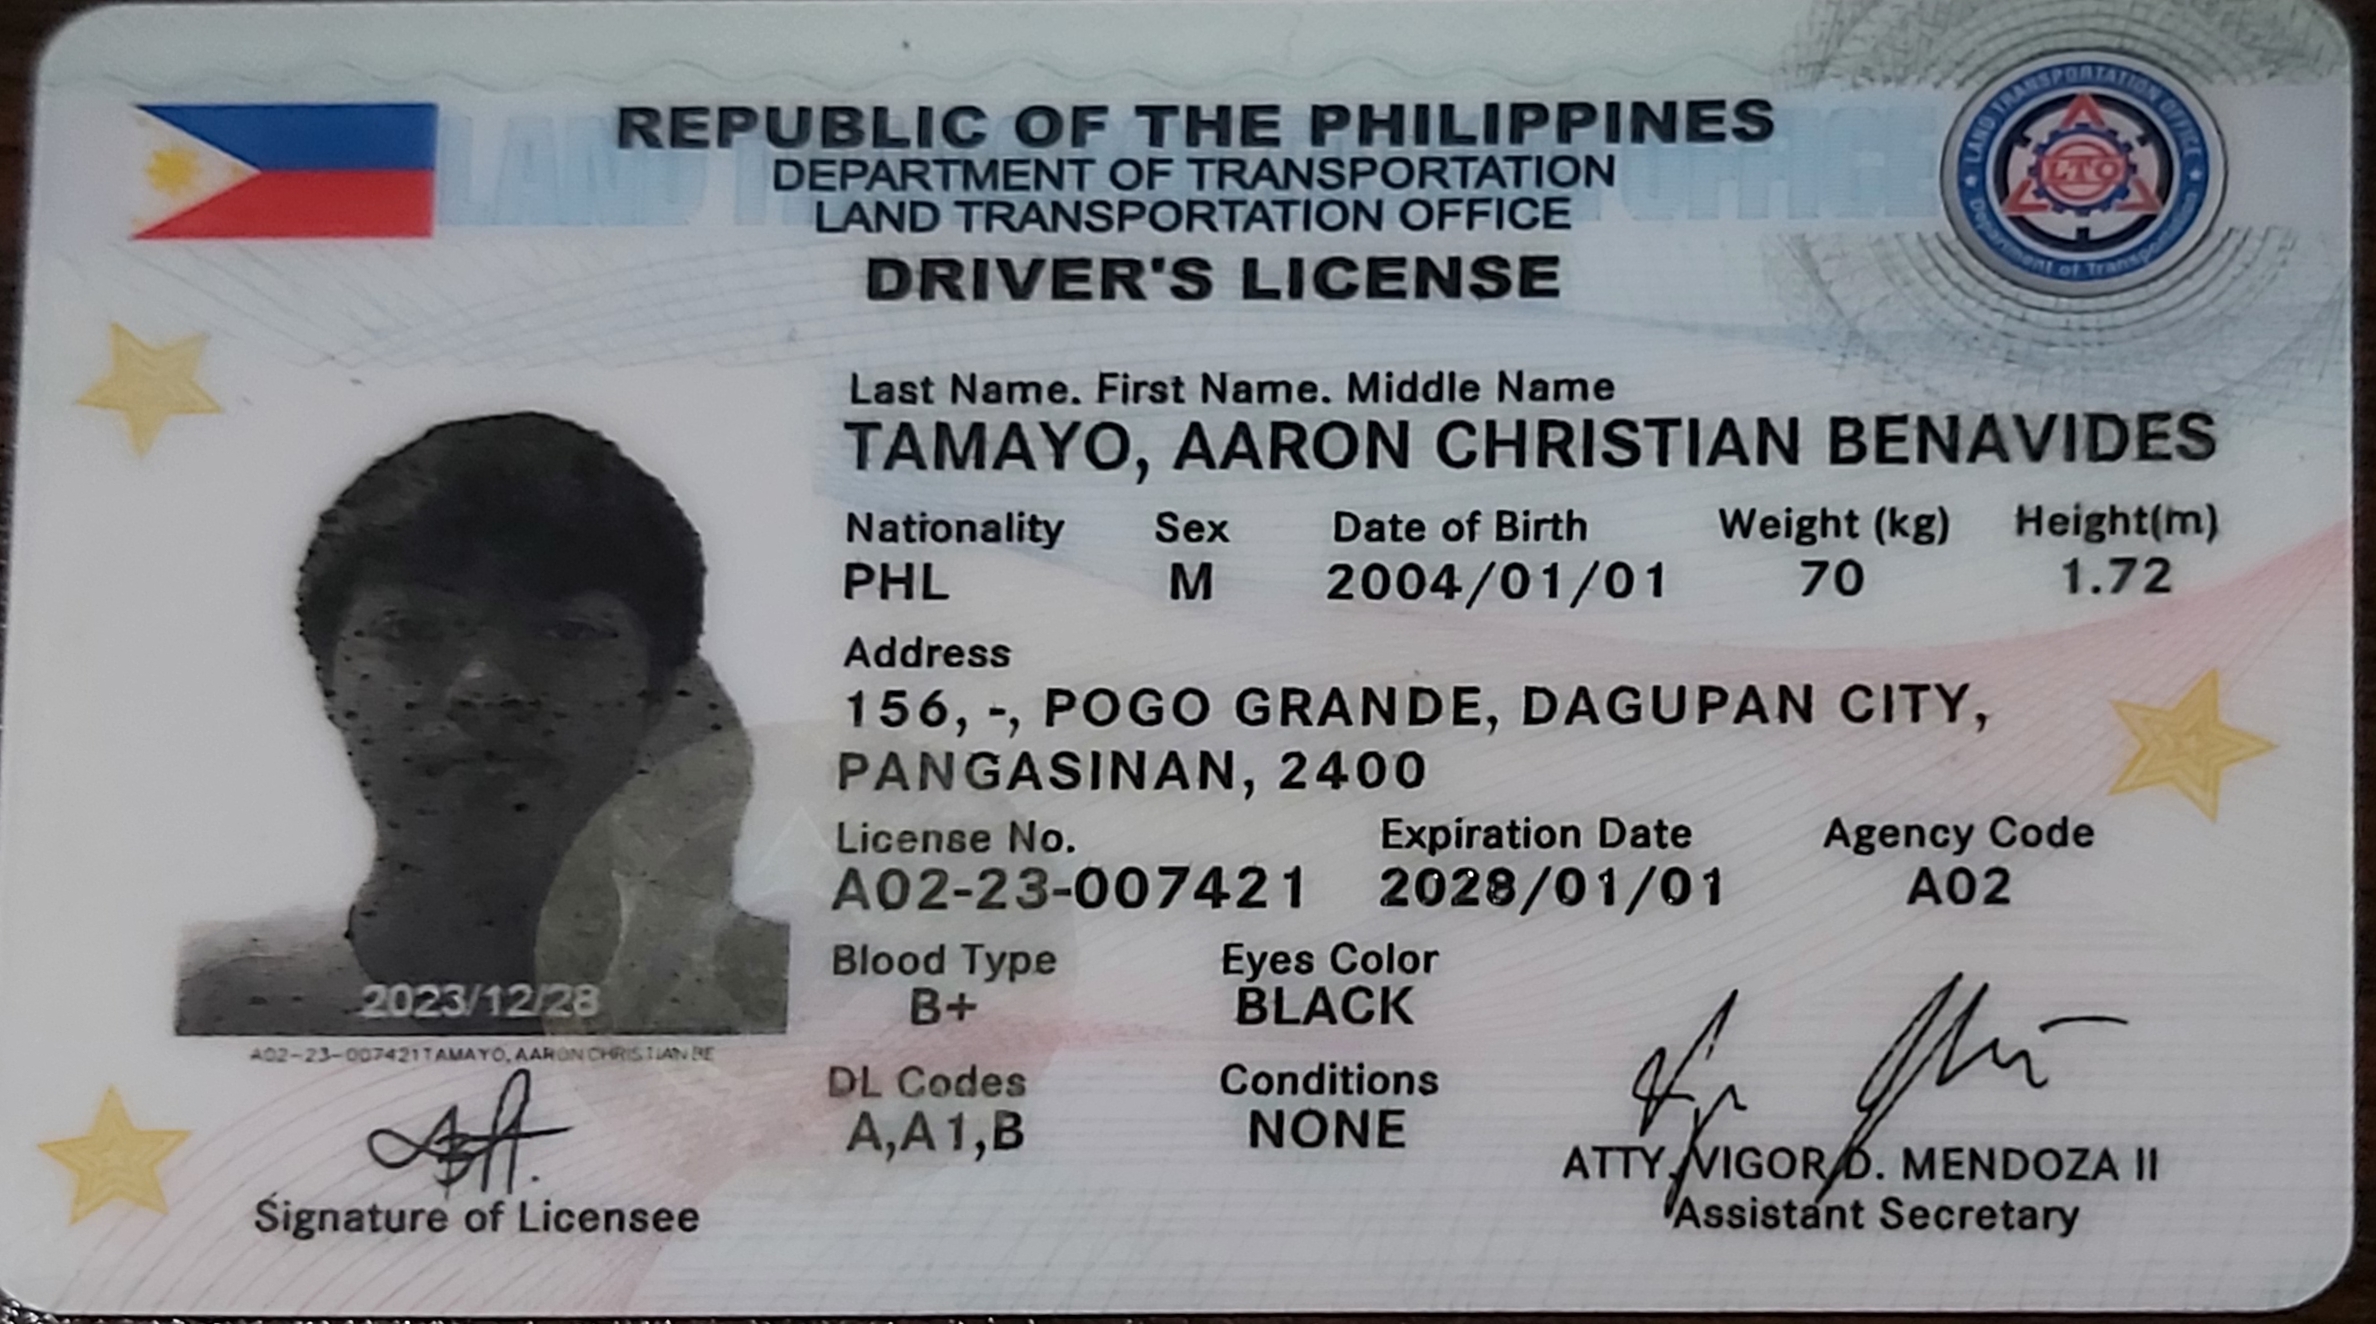 REPUBLIC OF THE PHILIPPINES
DEPARTMENT OF TRANSPORTATION
LAND TRANSPORTATION OFFICE
DRIVER'S LICENSE
LAND TRANSPORTATION OFFICE
LTO
Department of Transportation
Last Name. First Name. Middle Name
TAMAYO, AARON CHRISTIAN BENAVIDES
Nationality Sex Date of Birth Weight (kg) Height(m)
PHL M 2004/01/01 70 1.72
Address
156, -, POGO GRANDE, DAGUPAN CITY,
PANGASINAN, 2400
License No. Expiration Date Agency Code
A02-23-007421 2028/01/01 A02
Blood Type Eyes Color
B+ BLACK
DL Codes Conditions
A,A1,B NONE
2023/12/28
A02-23-007421TAMAYO, AARON CHRISTIAN BE
Signature of Licensee
ATTY. VIGOR D. MENDOZA II
Assistant Secretary